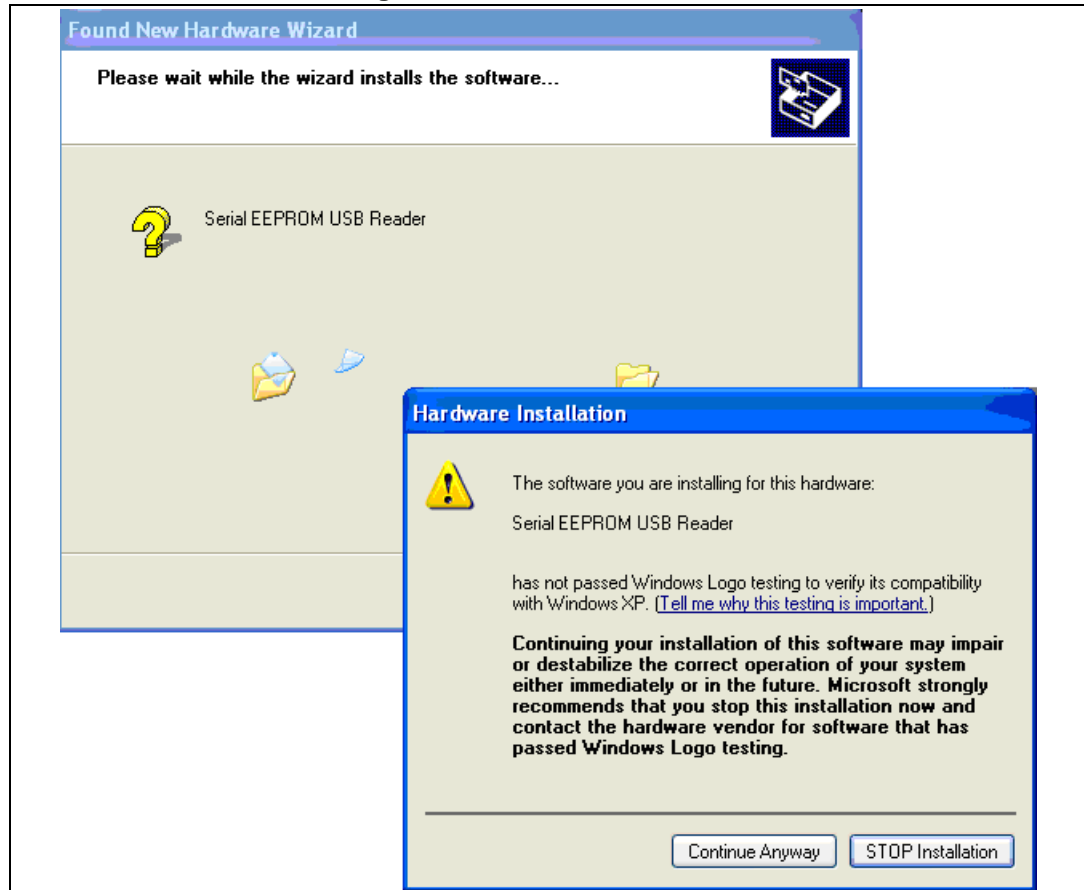 Found New Hardware Wizard
Please wait while the wizard installs the software...
Serial EEPROM USB Reader
Hardware Installation
The software you are installing for this hardware:
Serial EEPROM USB Reader
has not passed Windows Logo testing to verify its compatibility
with Windows XP. (Tell me why this testing is important.)
Continuing your installation of this software may impair
or destabilize the correct operation of your system
either immediately or in the future. Microsoft strongly
recommends that you stop this installation now and
contact the hardware vendor for software that has
passed Windows Logo testing.
Continue Anyway
STOP Installation